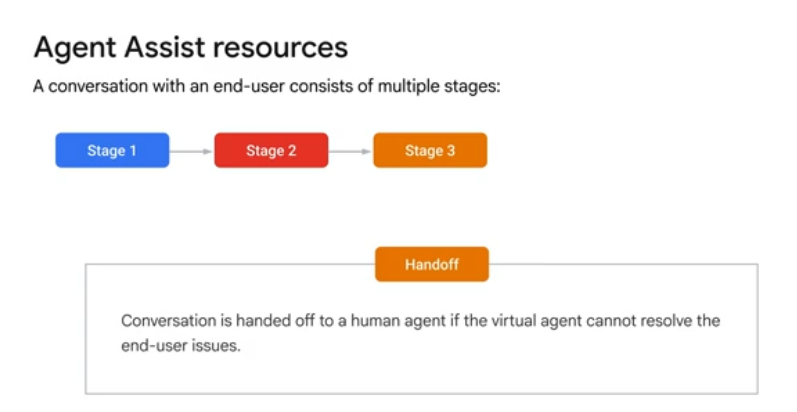 Agent Assist resources
A conversation with an end-user consists of multiple stages:
Stage 1
Stage 2
Stage 3
Handoff
Conversation is handed off to a human agent if the virtual agent cannot resolve the
end-user issues.